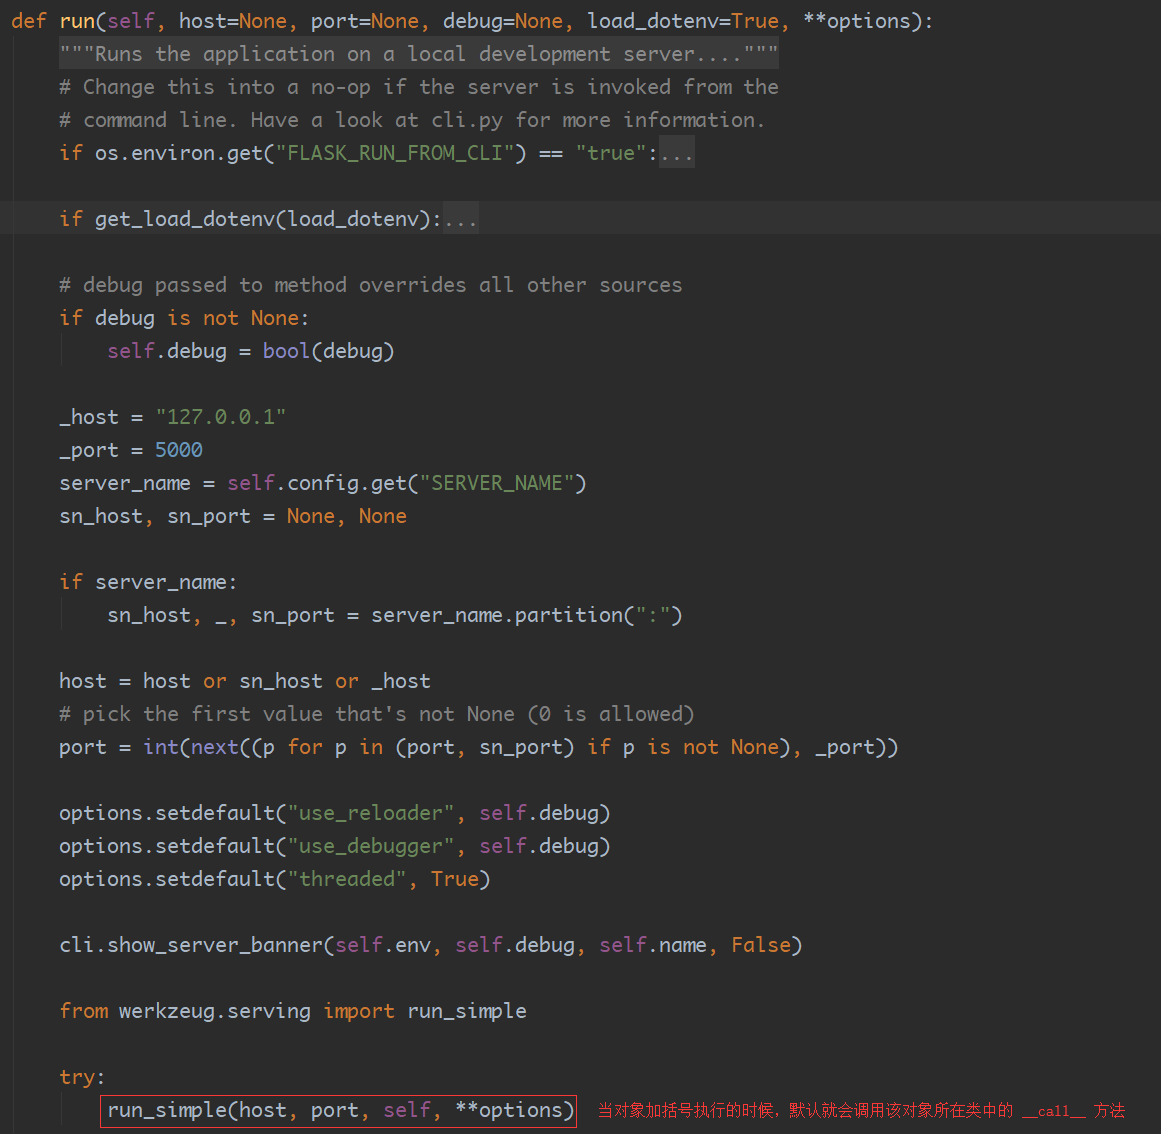 def run(self, host=None, port=None, debug=None, load_dotenv=True, **options):
"""Runs the application on a local development server...."""
# Change this into a no-op if the server is invoked from the
# command line. Have a look at cli.py for more information.
if os.environ.get("FLASK_RUN_FROM_CLI") == "true":...
if get_load_dotenv(load_dotenv):...
# debug passed to method overrides all other sources
if debug is not None:
self.debug = bool(debug)
_host = "127.0.0.1"
_port = 5000
server_name = self.config.get("SERVER_NAME")
sn_host, sn_port = None, None
if server_name:
sn_host, _, sn_port = server_name.partition(":")
host = host or sn_host or _host
# pick the first value that's not None (0 is allowed)
port = int(next((p for p in (port, sn_port) if p is not None), _port))
options.setdefault("use_reloader", self.debug)
options.setdefault("use_debugger", self.debug)
options.setdefault("threaded", True)
cli.show_server_banner(self.env, self.debug, self.name, False)
from werkzeug.serving import run_simple
try:
run_simple(host, port, self, **options) 当对象加括号执行的时候，默认就会调用该对象所在类中的 __call__ 方法